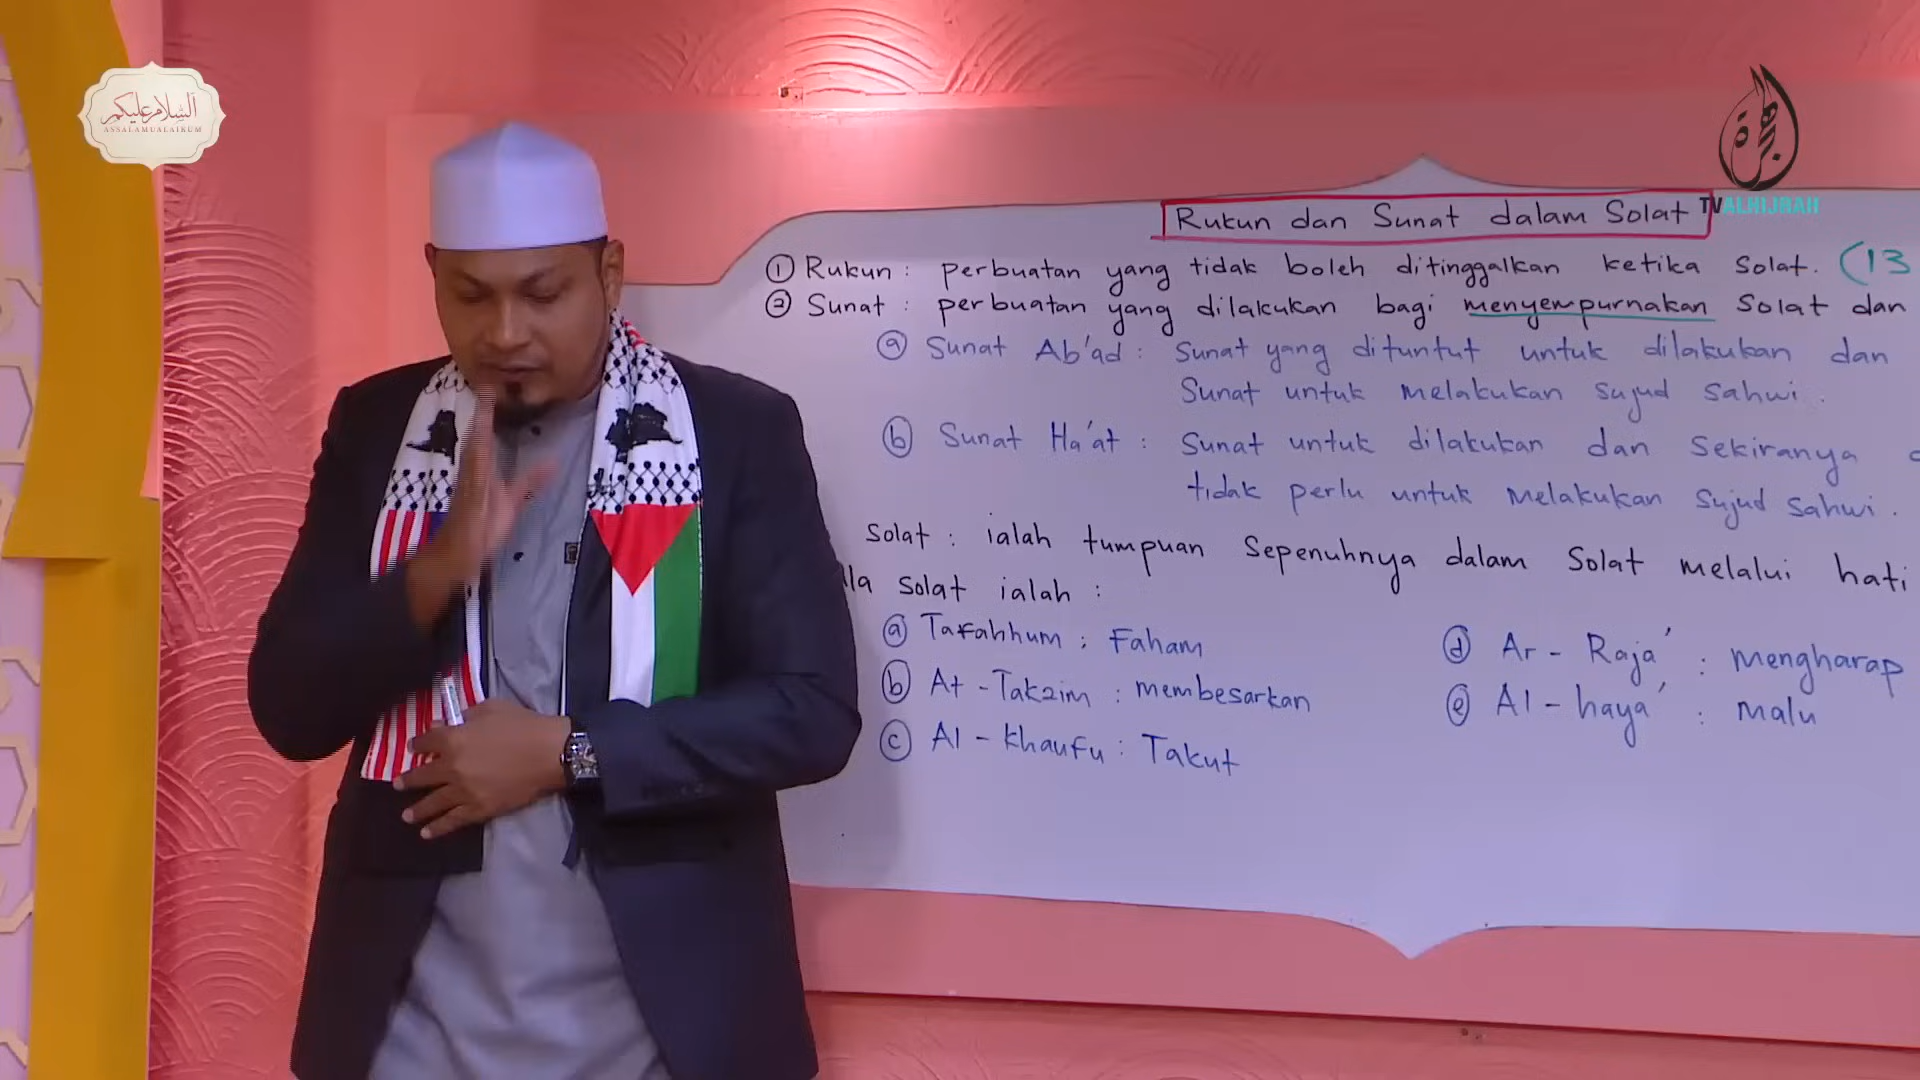 السلام عليكم
ASSALAMUALAIKUM
TVALHIJRAH
Rukun dan Sunat dalam Solat
① Rukun : perbuatan yang tidak boleh ditinggalkan ketika Solat. (13
② Sunat : perbuatan yang dilakukan bagi menyempurnakan Solat dan
ⓐ Sunat Ab'ad : Sunat yang dituntut untuk dilakukan dan
Sunat untuk melakukan sujud sahwi.
ⓑ Sunat Ha'at : Sunat untuk dilakukan dan Sekiranya
tidak perlu untuk melakukan sujud sahwi.
Solat : ialah tumpuan Sepenuhnya dalam Solat melalui hati
ala solat ialah :
ⓐ Tafahhum : Faham
ⓑ At - Takzim : membesarkan
ⓒ Al - khaufu : Takut
ⓓ Ar - Raja' : mengharap
ⓔ Al - haya' : malu